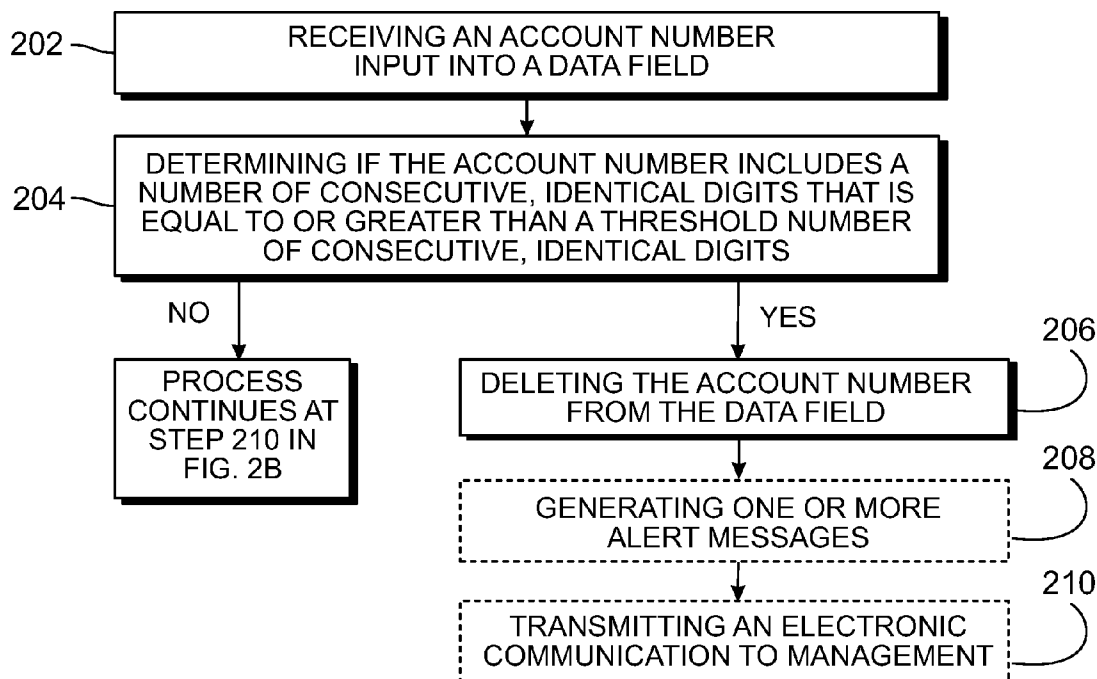 202
RECEIVING AN ACCOUNT NUMBER
INPUT INTO A DATA FIELD
204
DETERMINING IF THE ACCOUNT NUMBER INCLUDES A
NUMBER OF CONSECUTIVE, IDENTICAL DIGITS THAT IS
EQUAL TO OR GREATER THAN A THRESHOLD NUMBER
OF CONSECUTIVE, IDENTICAL DIGITS
NO
YES
PROCESS
CONTINUES AT
STEP 210 IN
FIG. 2B
206
DELETING THE ACCOUNT NUMBER
FROM THE DATA FIELD
208
GENERATING ONE OR MORE
ALERT MESSAGES
210
TRANSMITTING AN ELECTRONIC
COMMUNICATION TO MANAGEMENT